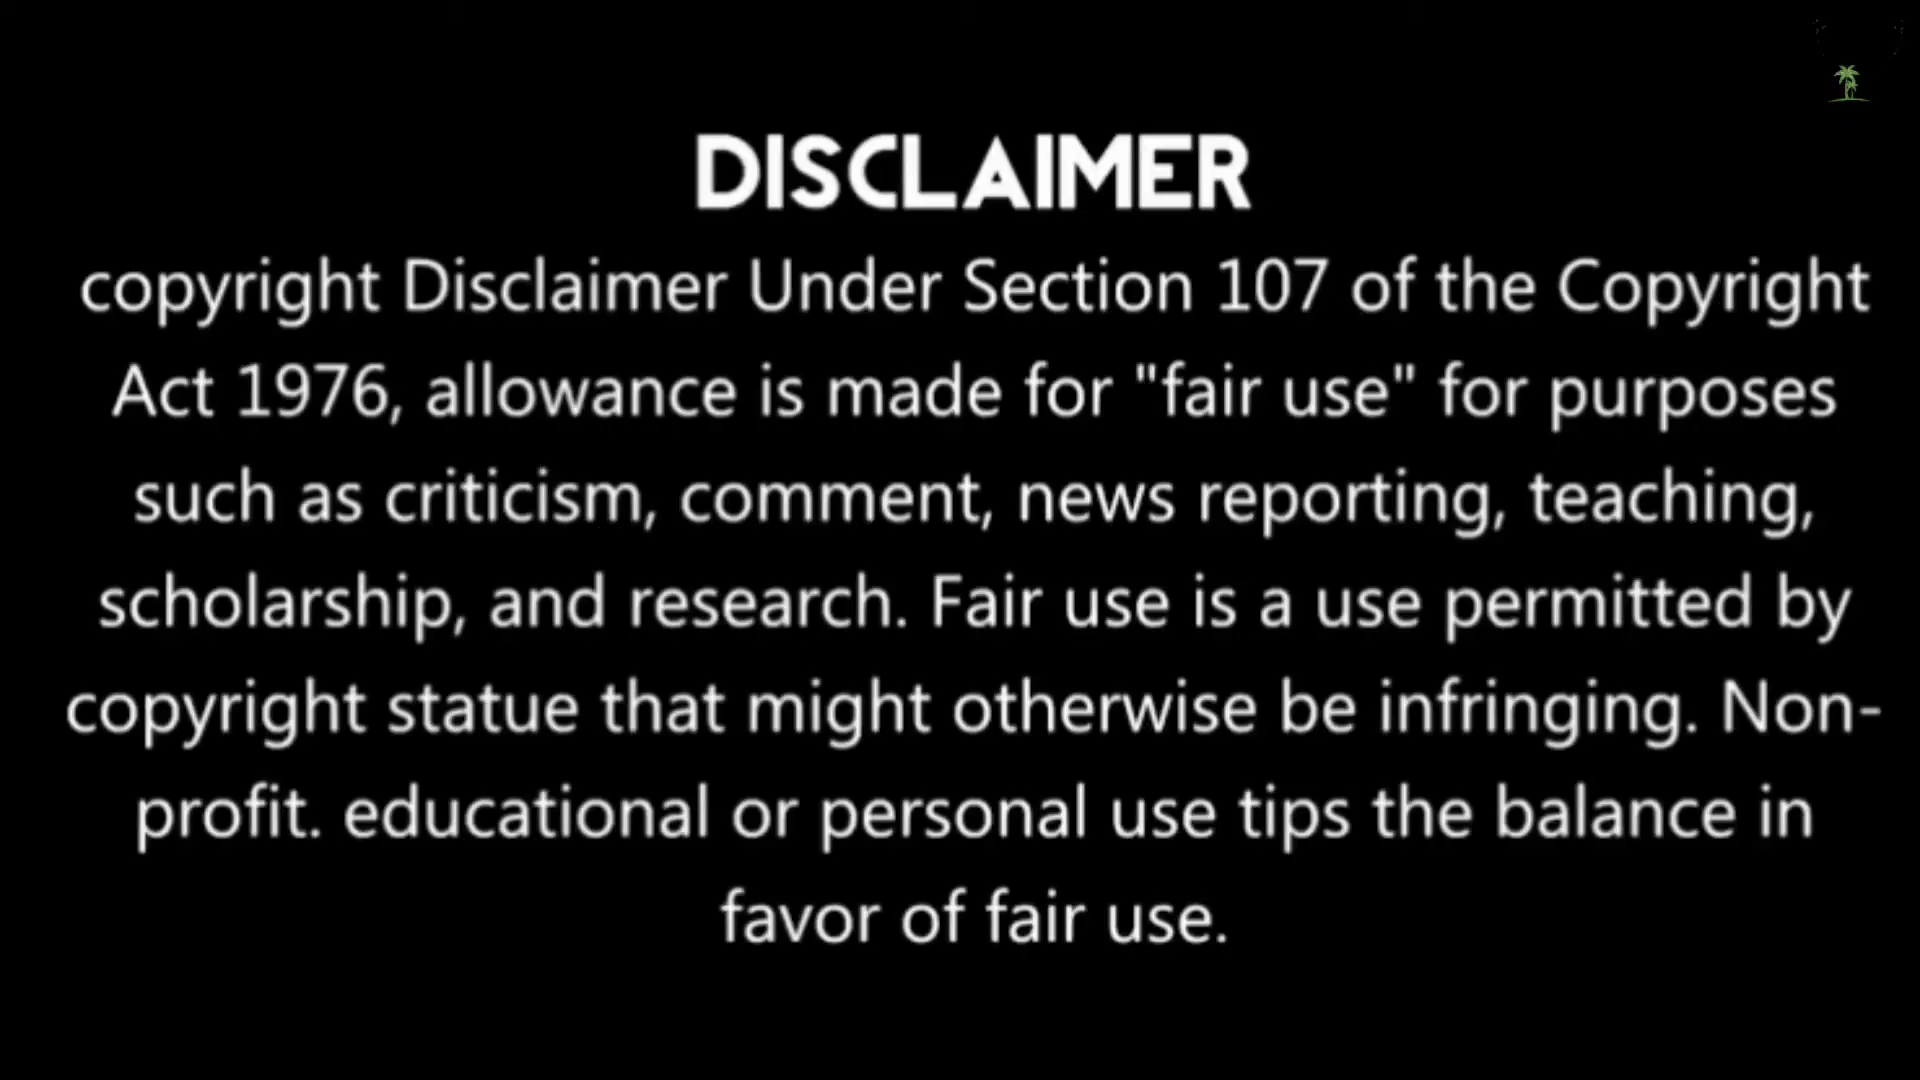 DISCLAIMER
copyright Disclaimer Under Section 107 of the Copyright
Act 1976, allowance is made for "fair use" for purposes
such as criticism, comment, news reporting, teaching,
scholarship, and research. Fair use is a use permitted by
copyright statue that might otherwise be infringing. Non-
profit. educational or personal use tips the balance in
favor of fair use.